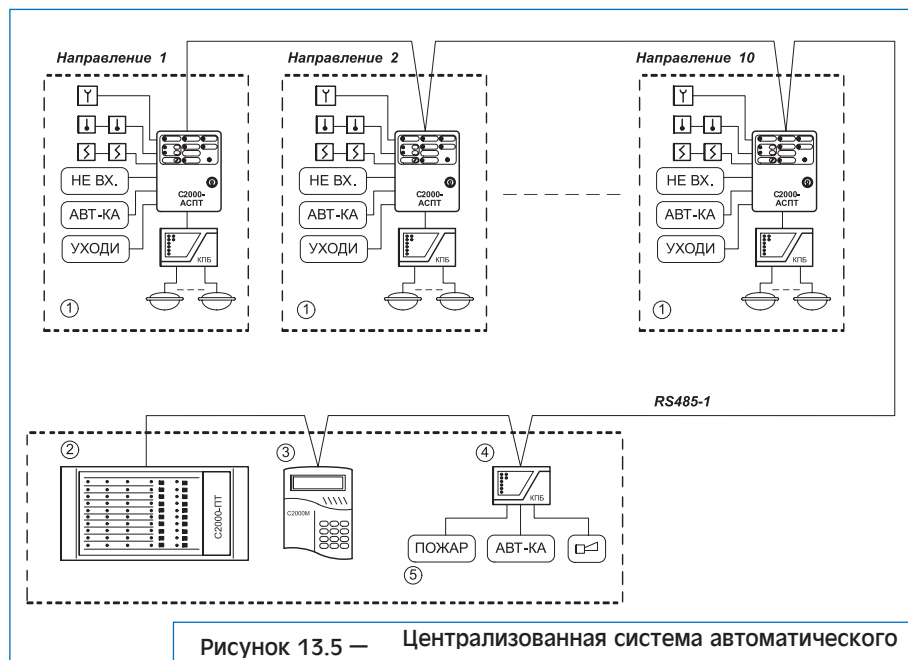 Направление 1
Направление 2
Направление 10
НЕ ВХ.
АВТ-КА
УХОДИ
С2000-
АСПТ
КПБ
1
НЕ ВХ.
АВТ-КА
УХОДИ
С2000-
АСПТ
КПБ
1
НЕ ВХ.
АВТ-КА
УХОДИ
С2000-
АСПТ
КПБ
1
RS485-1
2
С2000-ПТ
3
С2000М
4
КПБ
ПОЖАР
АВТ-КА
5
Рисунок 13.5 — Централизованная система автоматического